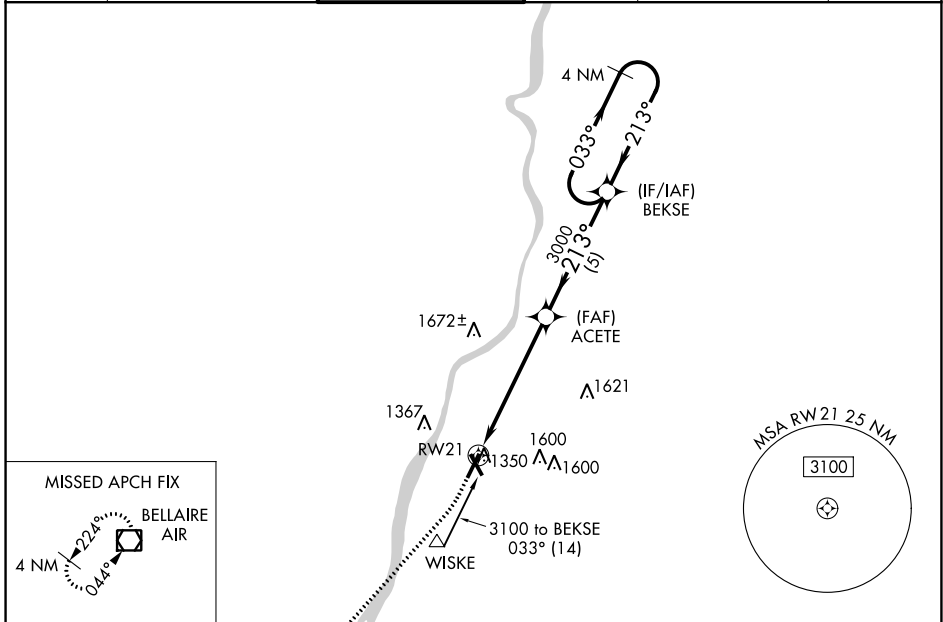 4 NM
033°
213°
(IF/IAF)
BEKSE
3000
213°
(5)
(FAF)
ACETE
1672±
1621
1367
RW21
1350
1600
1600
3100 to BEKSE
033° (14)
WISKE
MISSED APCH FIX
BELLAIRE
AIR
224°
4 NM
044°
MSA RW21 25 NM
3100